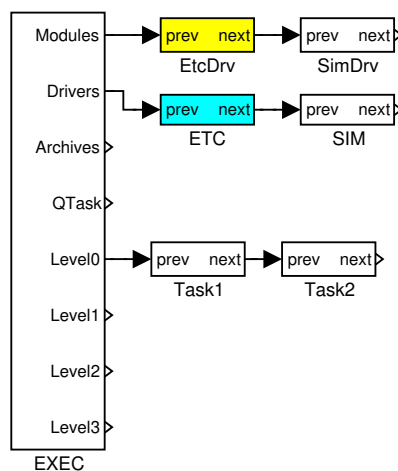 Modules
prev next
prev next
EtcDrv
SimDrv
Drivers
prev next
prev next
ETC
SIM
Archives
QTask
Level0
prev next
prev next
Task1
Task2
Level1
Level2
Level3
EXEC